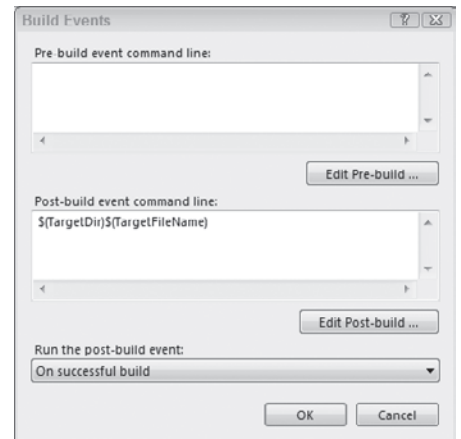 Build Events
Pre-build event command line:
Edit Pre-build ...
Post-build event command line:
$(TargetDir)$(TargetFileName)
Edit Post-build ...
Run the post-build event:
On successful build
OK
Cancel